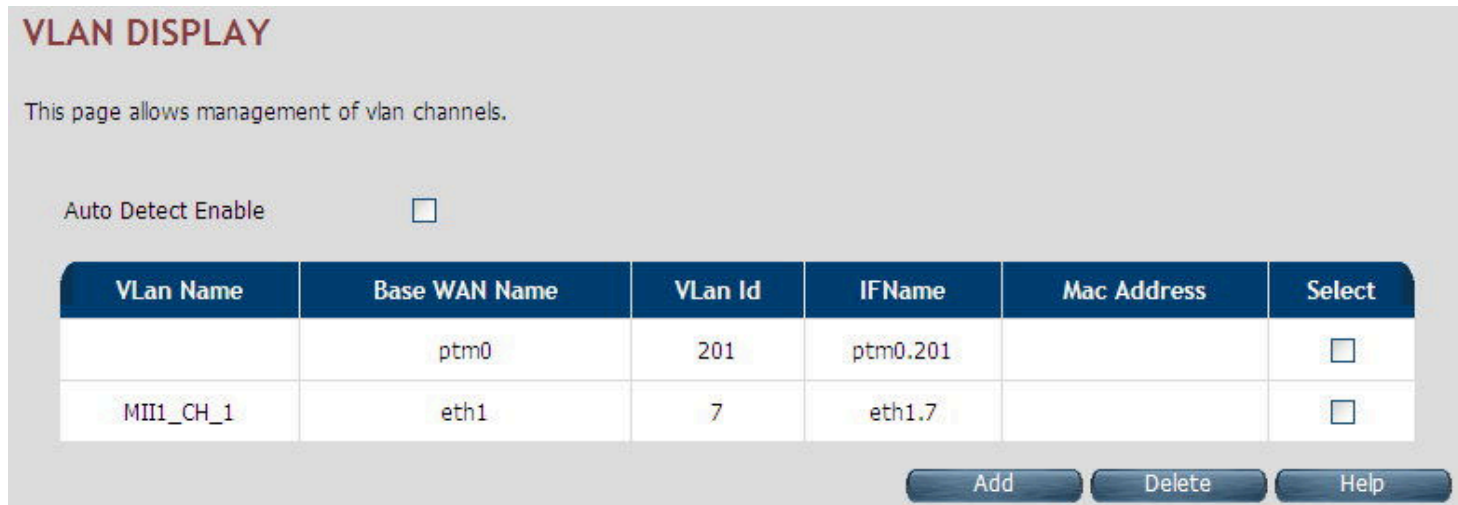 VLAN DISPLAY
This page allows management of vlan channels.
Auto Detect Enable
VLan Name Base WAN Name VLan Id IFName Mac Address Select
ptm0 201 ptm0.201
MII1_CH_1 eth1 7 eth1.7
Add Delete Help